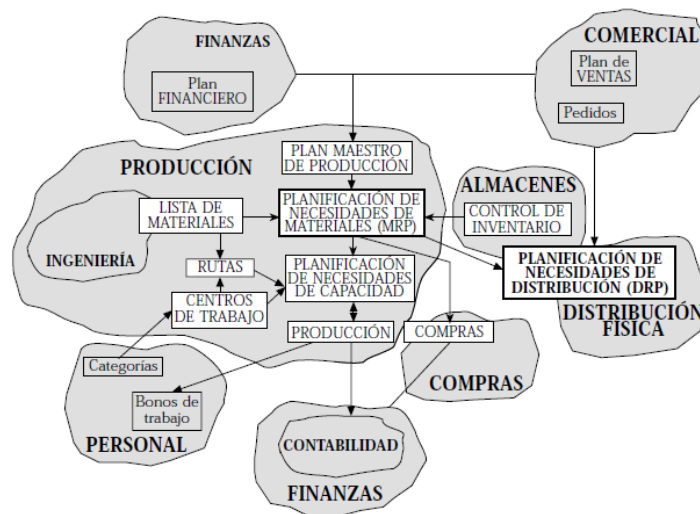 FINANZAS
Plan
FINANCIERO
COMERCIAL
Plan de
VENTAS
Pedidos
PRODUCCIÓN
PLAN MAESTRO
DE PRODUCCIÓN
LISTA DE
MATERIALES
PLANIFICACIÓN DE
NECESIDADES DE
MATERIALES (MRP)
ALMACENES
CONTROL DE
INVENTARIO
INGENIERÍA
RUTAS
CENTROS
DE TRABAJO
PLANIFICACIÓN
DE NECESIDADES
DE CAPACIDAD
PLANIFICACIÓN DE
NECESIDADES DE
DISTRIBUCIÓN (DRP)
DISTRIBUCIÓN
FÍSICA
PRODUCCIÓN
COMPRAS
COMPRAS
Categorías
Bonos de
trabajo
PERSONAL
CONTABILIDAD
FINANZAS